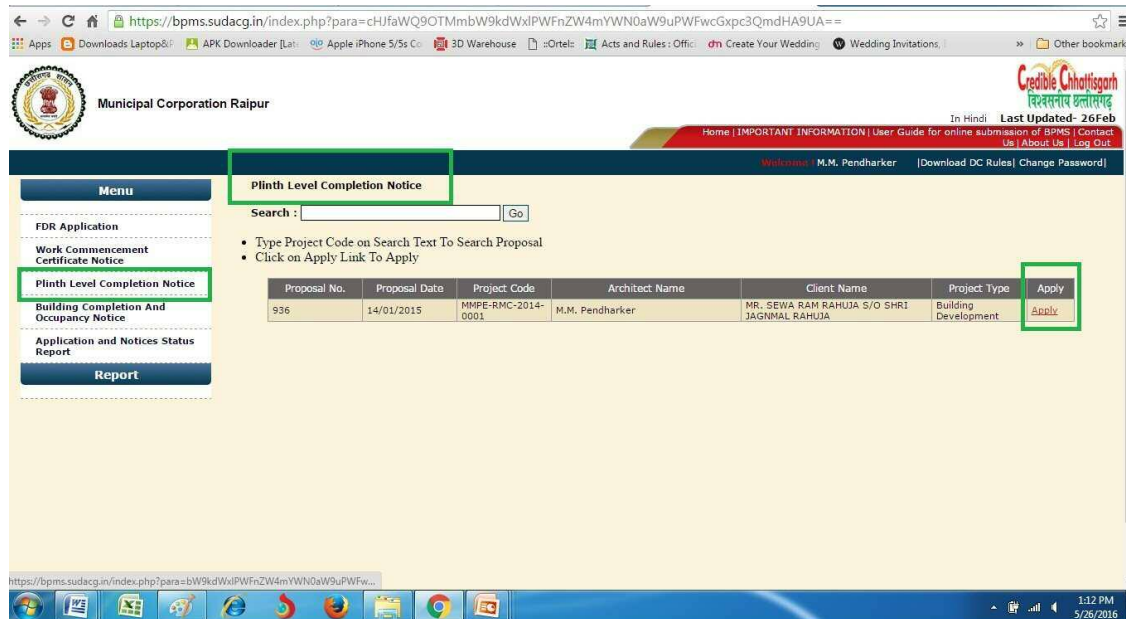 https://bpms.sudacg.in/index.php?para=cHJfaWQ9OTMmbW9kdWxlPWFnZW4mYWN0aW9uPWFwcGxpc3QmdHA9UA==
Apps Downloads Laptop& APK Downloader [Lat Apple iPhone 5/5s Co 3D Warehouse ::Ortel:: Acts and Rules : Offic Create Your Wedding Wedding Invitations, » Other bookmark
Municipal Corporation Raipur
Credible Chhattisgarh
विश्वसनीय छत्तीसगढ़
In Hindi Last Updated- 26Feb
Home | IMPORTANT INFORMATION | User Guide for online submission of BPMS | Contact
Us | About Us | Log Out
Welcome ! M.M. Pendharker |Download DC Rules| Change Password|
Menu
FDR Application
Work Commencement
Certificate Notice
Plinth Level Completion Notice
Building Completion And
Occupancy Notice
Application and Notices Status
Report
Report
Plinth Level Completion Notice
Search : Go
• Type Project Code on Search Text To Search Proposal
• Click on Apply Link To Apply
Proposal No. Proposal Date Project Code Architect Name Client Name Project Type Apply
936 14/01/2015 MMPE-RMC-2014- M.M. Pendharker MR. SEWA RAM RAHUJA S/O SHRI Building Apply
0001 JAGNMAL RAHUJA Development
https://bpms.sudacg.in/index.php?para=bW9kdWxlPWFnZW4mYWN0aW9uPWFw...
1:12 PM
5/26/2016